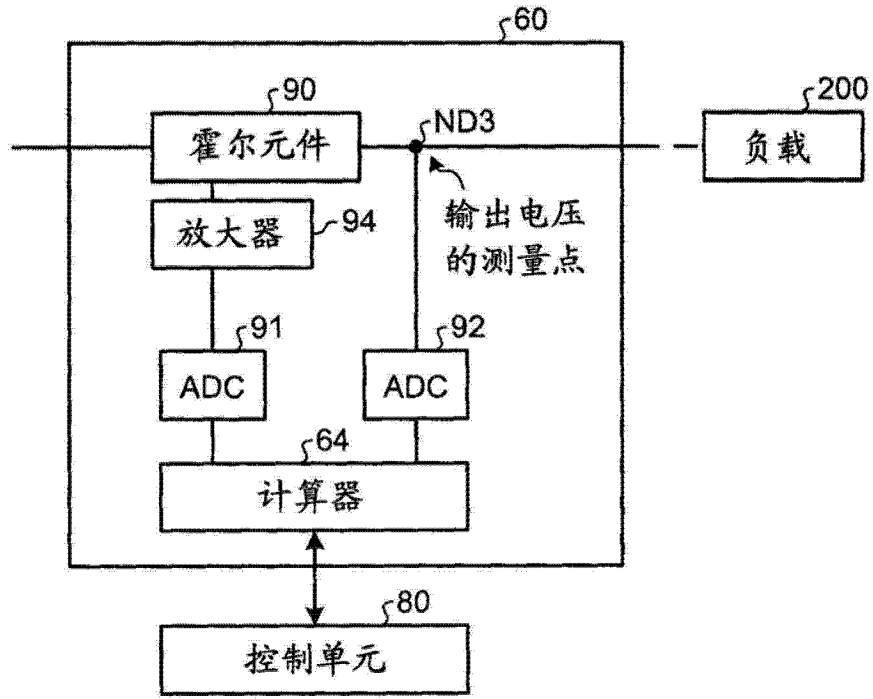 60
90
ND3
200
霍尔元件
负载
放大器
94
输出电压
的测量点
91
92
ADC
ADC
64
计算器
80
控制单元